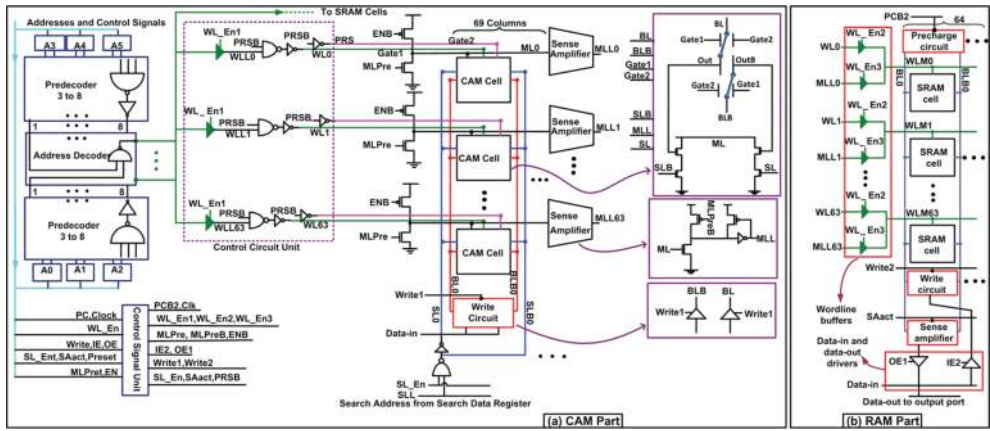 Addresses and Control Signals
A3 A4 A5
Predecoder
3 to 8
1 8
Address Decoder
1 8
Predecoder
3 to 8
A0 A1 A2
PC,Clock
WL_En
Write,IE,OE
SL_En,SAact,Preset
MLPret,EN
Control Signal Unit
PCB2,Clk
WL_En1,WL_En2,WL_En3
MLPre, MLPreB,ENB
IE2, OE1
Write1,Write2
SL_En,SAact,PRSB
To SRAM Cells
WL_En1
PRSB
WLL0
PRSB
PRS
WL0
WL_En1
PRSB
WLL1
WL1
WL_En1
PRSB
WLL63
PRSB
WL63
Control Circuit Unit
ENB
Gate1
MLPre
ENB
MLPre
ENB
MLPre
69 Columns
Gate2
CAM Cell
CAM Cell
CAM Cell
ML0
Sense Amplifier
MLL0
Sense Amplifier
MLL1
Sense Amplifier
MLL63
BL0
BLB0
SL0
SLB0
Write1
Write Circuit
Data-in
SL_En
SLL
Search Address from Search Data Register
BL
BLB
Gate1
Gate2
SLB
MLL
SL
BL
Gate1 Gate2
Out OutB
Gate2 Gate1
BLB
ML
SLB SL
MLPreB
ML
MLL
BLB BL
Write1 Write1
(a) CAM Part
PCB2
64
Precharge circuit
WL_En2
WL0
WL_En3
MLL0
WLM0
BL0
BLB0
SRAM cell
WL_En2
WL1
WL_En3
MLL1
WLM1
SRAM cell
WL_En2
WL63
WL_En3
MLL63
WLM63
SRAM cell
Write2
Write circuit
Wordline buffers
SAact
Sense amplifier
Data-in and data-out drivers
OE1
IE2
Data-in
Data-out to output port
(b) RAM Part